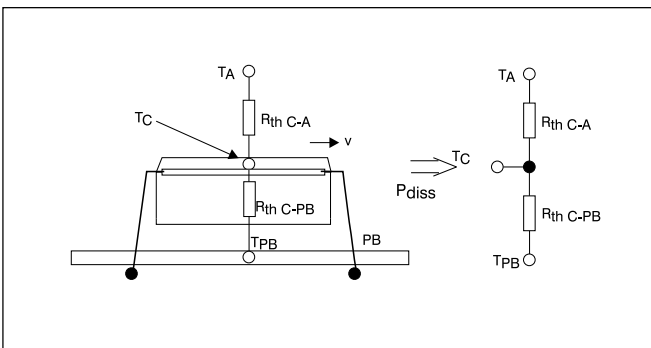 TA
TC
Rth C-A
v
Rth C-PB
TPB
PB
Pdiss
TA
Rth C-A
TC
Rth C-PB
TPB